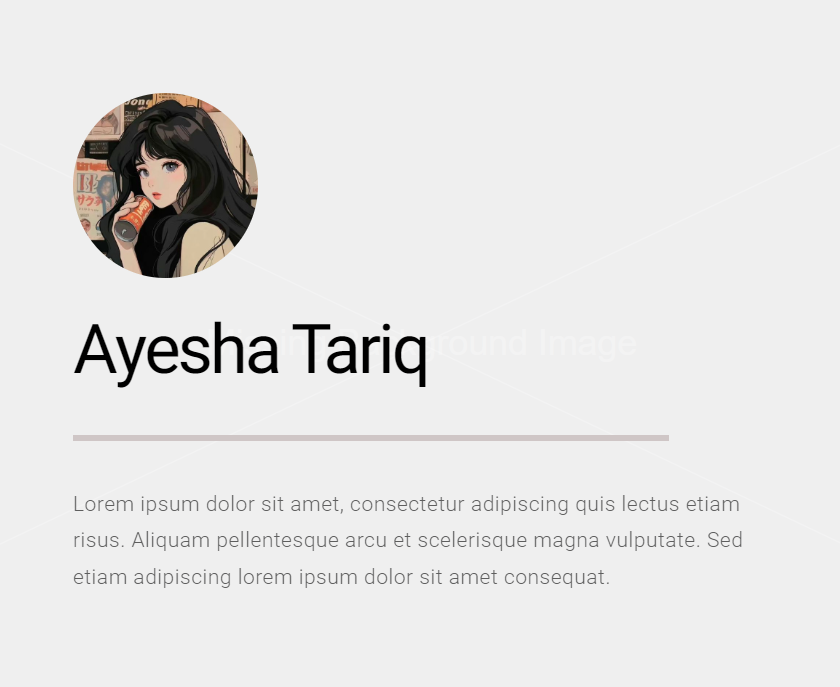 Ayesha Tariq
Lorem ipsum dolor sit amet, consectetur adipiscing quis lectus etiam
risus. Aliquam pellentesque arcu et scelerisque magna vulputate. Sed
etiam adipiscing lorem ipsum dolor sit amet consequat.